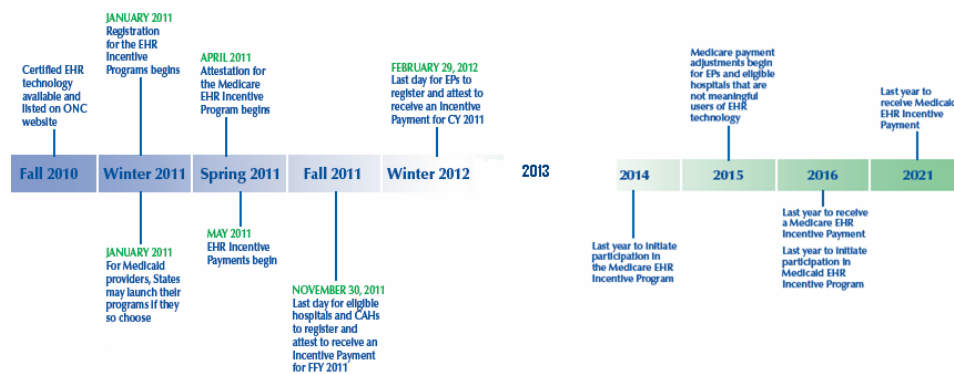 Certified EHR
technology
available and
listed on ONC
website
JANUARY 2011
Registration
for the EHR
Incentive
Programs begins
APRIL 2011
Attestation for
the Medicare
EHR Incentive
Program begins
FEBRUARY 29, 2012
Last day for EPs to
register and attest to
receive an Incentive
Payment for CY 2011
Medicare payment
adjustments begin
for EPs and eligible
hospitals that are
not meaningful
users of EHR
technology
Last year to
receive Medicaid
EHR Incentive
Payment
Fall 2010
Winter 2011
Spring 2011
Fall 2011
Winter 2012
2013
2014
2015
2016
2021
JANUARY 2011
For Medicaid
providers, States
may launch their
programs if they
so choose
MAY 2011
EHR Incentive
Payments begin
NOVEMBER 30, 2011
Last day for eligible
hospitals and CAHs
to register and
attest to receive an
Incentive Payment
for FFY 2011
Last year to initiate
participation in
the Medicare EHR
Incentive Program
Last year to receive
a Medicare EHR
Incentive Payment
Last year to initiate
participation in
Medicaid EHR
Incentive Program